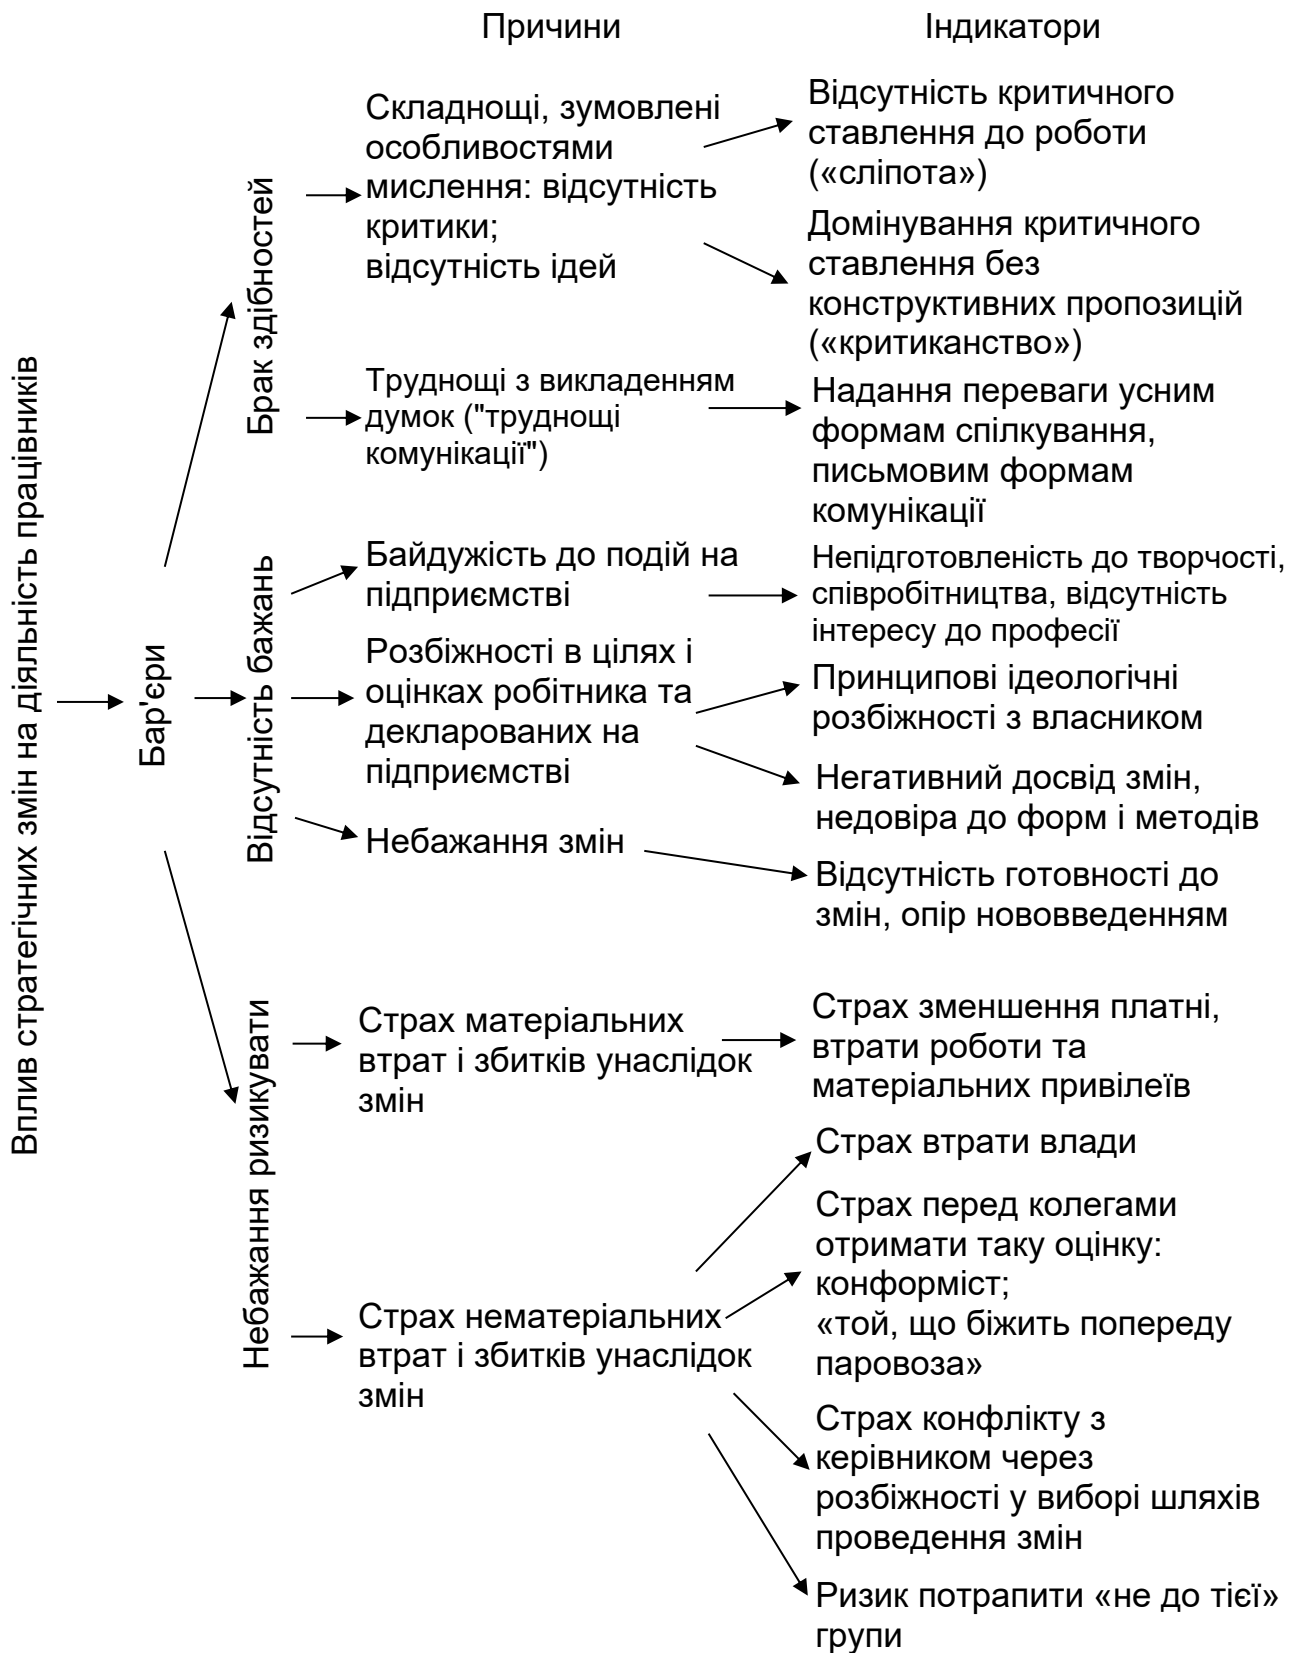 Причини
Індикатори
Вплив стратегічних змін на діяльність працівників
Бар'єри
Брак здібностей
Складнощі, зумовлені
особливостями
мислення: відсутність
критики;
відсутність ідей
Відсутність критичного
ставлення до роботи
(«сліпота»)
Домінування критичного
ставлення без
конструктивних пропозицій
(«критиканство»)
Труднощі з викладенням
думок ("труднощі
комунікації")
Надання переваги усним
формам спілкування,
письмовим формам
комунікації
Відсутність бажань
Байдужість до подій на
підприємстві
Непідготовленість до творчості,
співробітництва, відсутність
інтересу до професії
Розбіжності в цілях і
оцінках робітника та
декларованих на
підприємстві
Принципові ідеологічні
розбіжності з власником
Негативний досвід змін,
недовіра до форм і методів
Небажання змін
Відсутність готовності до
змін, опір нововведенням
Небажання ризикувати
Страх матеріальних
втрат і збитків унаслідок
змін
Страх зменшення платні,
втрати роботи та
матеріальних привілеїв
Страх нематеріальних
втрат і збитків унаслідок
змін
Страх втрати влади
Страх перед колегами
отримати таку оцінку:
конформіст;
«той, що біжить попереду
паровоза»
Страх конфлікту з
керівником через
розбіжності у виборі шляхів
проведення змін
Ризик потрапити «не до тієї»
групи